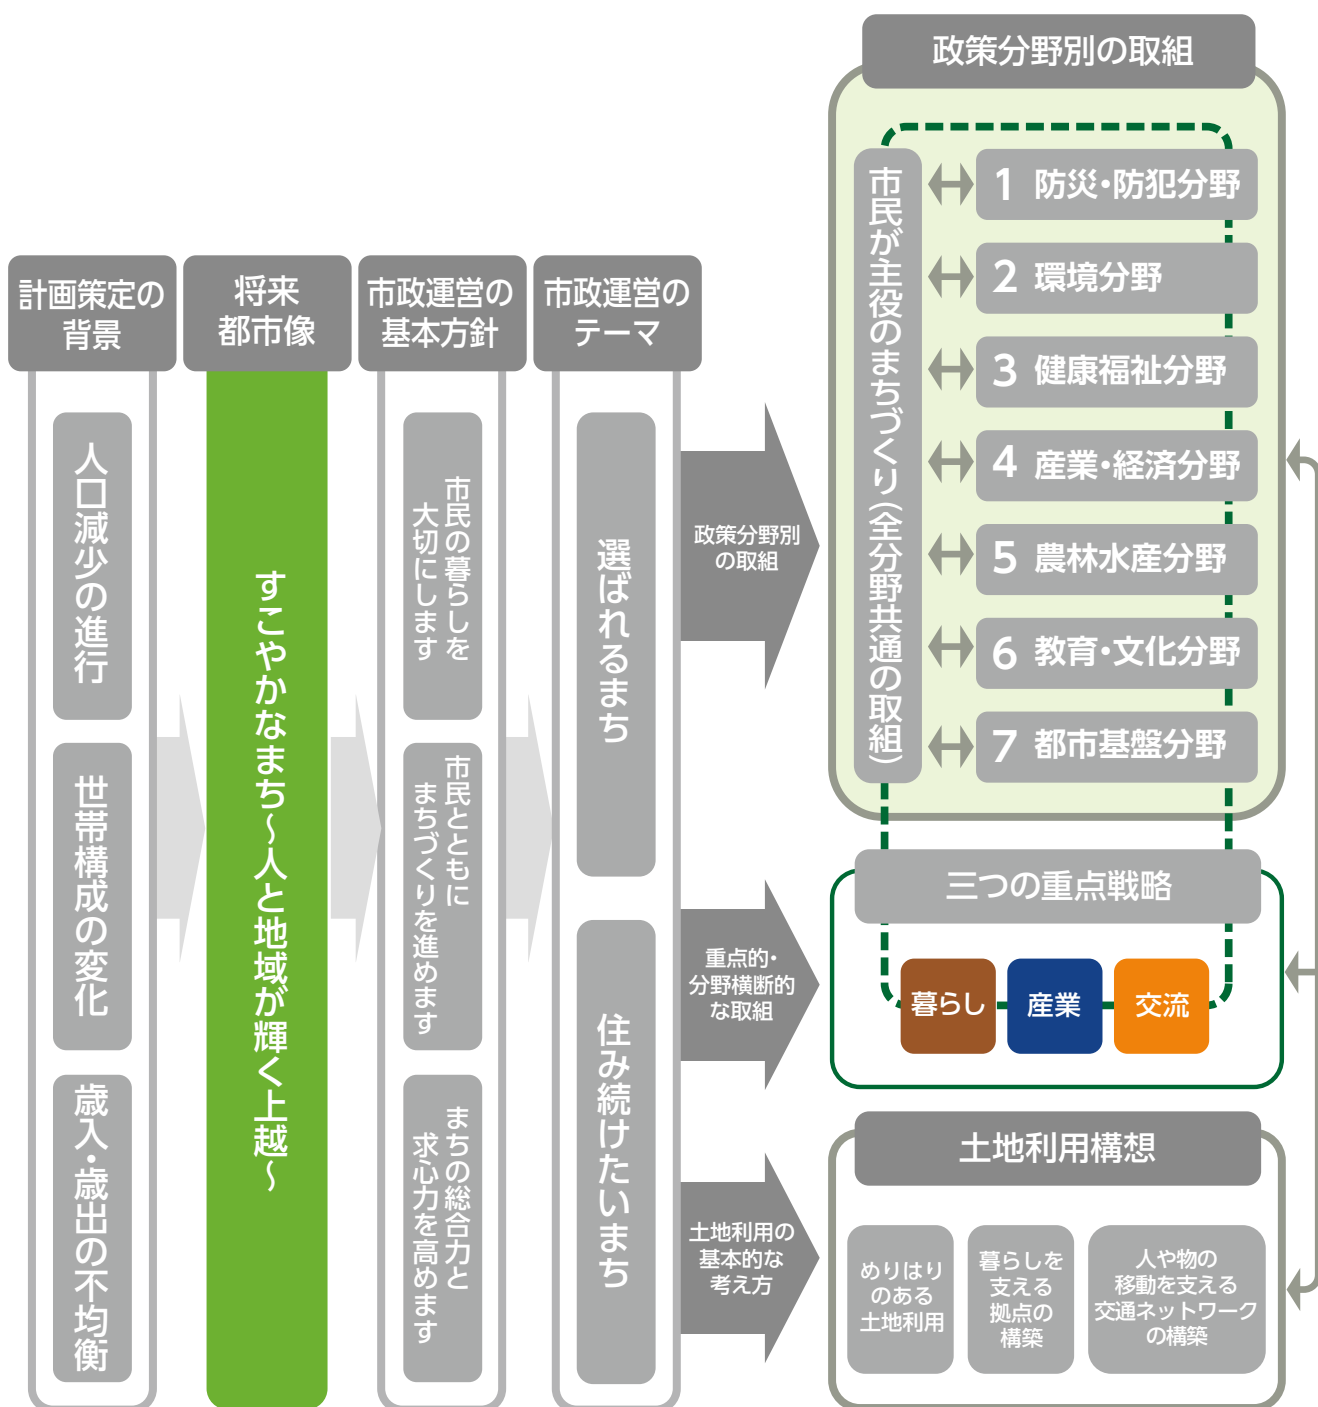 計画策定の
背景
人口減少の進行
世帯構成の変化
歳入・歳出の不均衡
将来
都市像
すこやかなまち～人と地域が輝く上越～
市政運営の
基本方針
市民の暮らしを
大切にします
市民とともに
まちづくりを進めます
まちの総合力と
求心力を高めます
市政運営の
テーマ
選ばれるまち
住み続けたいまち
政策分野別
の取組
重点的・
分野横断的
な取組
土地利用の
基本的な
考え方
政策分野別の取組
市民が主役のまちづくり(全分野共通の取組)
1 防災・防犯分野
2 環境分野
3 健康福祉分野
4 産業・経済分野
5 農林水産分野
6 教育・文化分野
7 都市基盤分野
三つの重点戦略
暮らし
産業
交流
土地利用構想
めりはり
のある
土地利用
暮らしを
支える
拠点の
構築
人や物の
移動を支える
交通ネットワーク
の構築